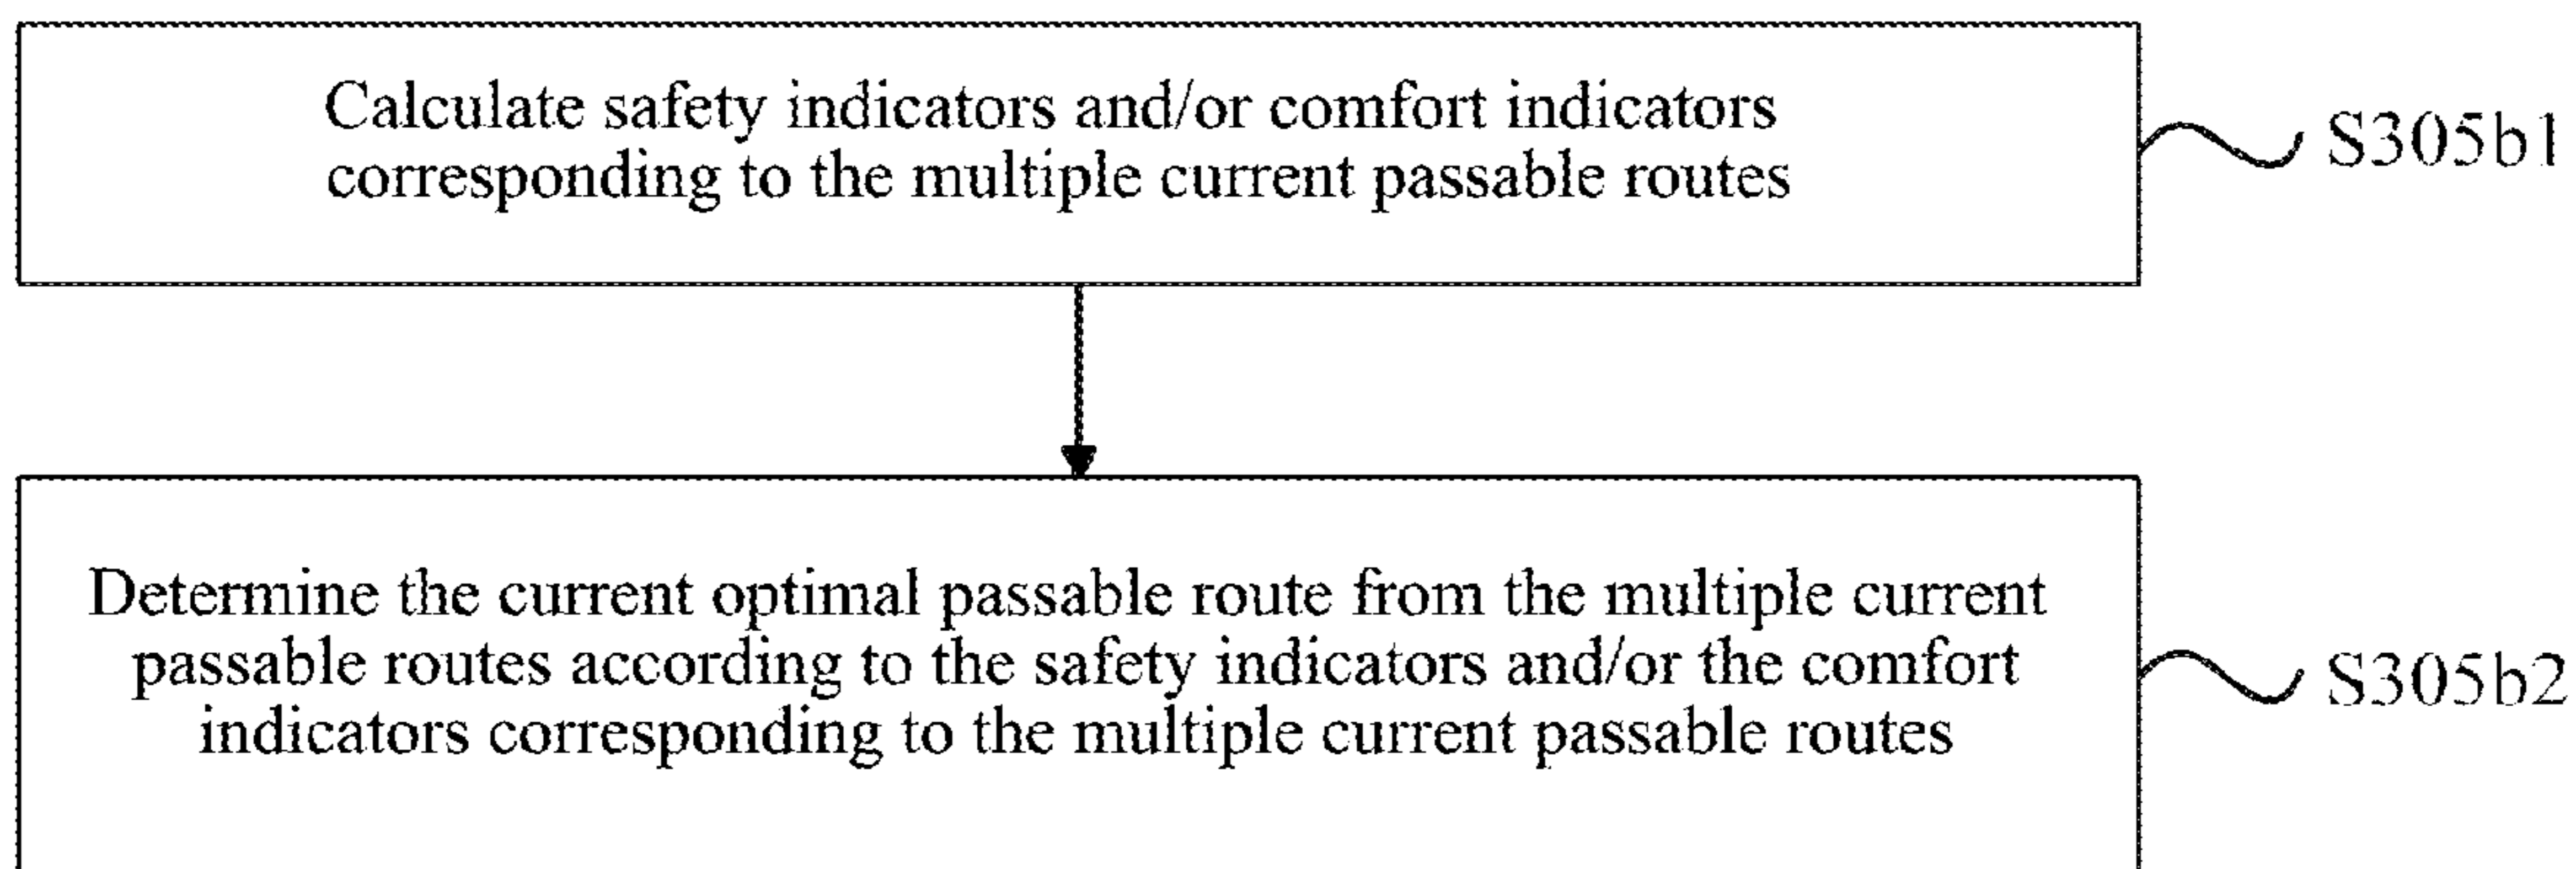 Calculate safety indicators and/or comfort indicators
corresponding to the multiple current passable routes
S305b1
Determine the current optimal passable route from the multiple current
passable routes according to the safety indicators and/or the comfort
indicators corresponding to the multiple current passable routes
S305b2